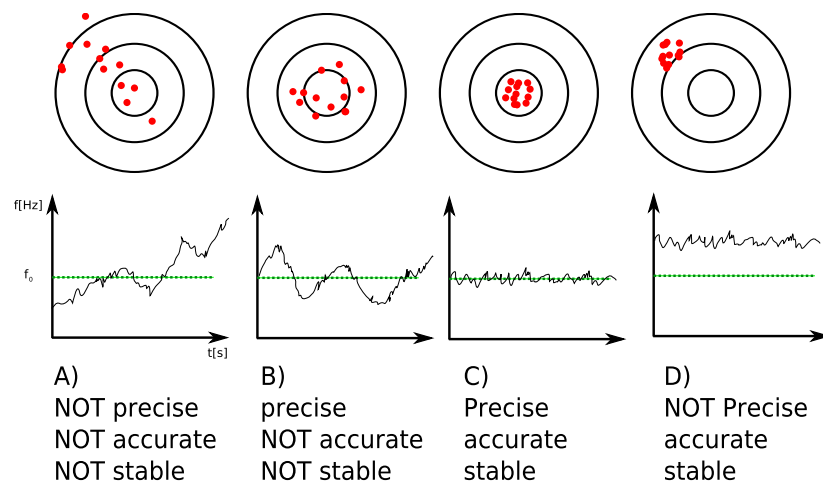 f[Hz]
f₀
t[s]
A)
NOT precise
NOT accurate
NOT stable
B)
precise
NOT accurate
NOT stable
C)
Precise
accurate
stable
D)
NOT Precise
accurate
stable